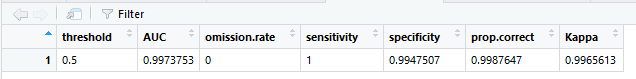 Filter
threshold AUC omission.rate sensitivity specificity prop.correct Kappa
1 0.5 0.9973753 0 1 0.9947507 0.9987647 0.9965613